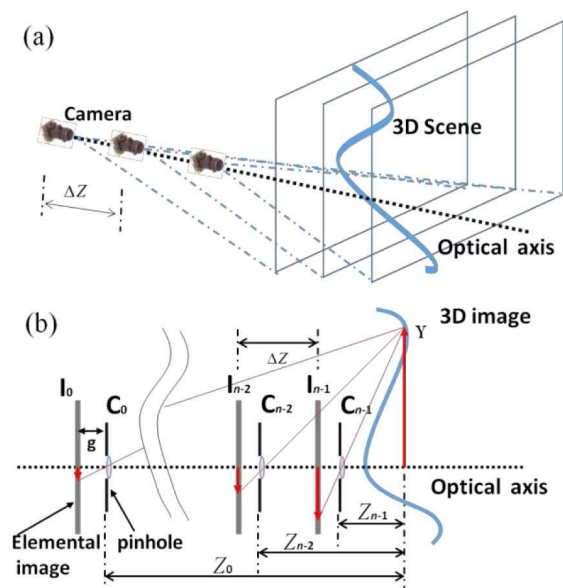 (a)
Camera
3D Scene
ΔZ
Optical axis
(b)
3D image
Y
ΔZ
I₀
Iₙ₋₂
Iₙ₋₁
C₀
Cₙ₋₂
Cₙ₋₁
g
Optical axis
Elemental
image
pinhole
Zₙ₋₁
Zₙ₋₂
Z₀